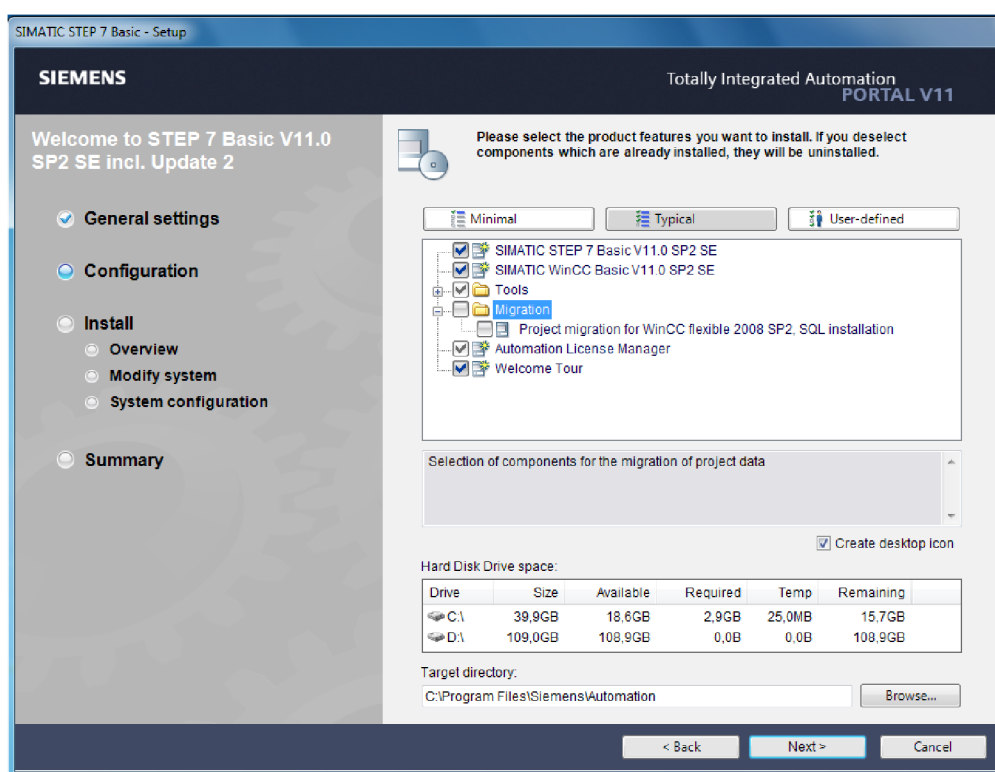 SIMATIC STEP 7 Basic - Setup
SIEMENS
Totally Integrated Automation
PORTAL V11
Welcome to STEP 7 Basic V11.0
SP2 SE incl. Update 2
General settings
Configuration
Install
Overview
Modify system
System configuration
Summary
Please select the product features you want to install. If you deselect
components which are already installed, they will be uninstalled.
Minimal Typical User-defined
SIMATIC STEP 7 Basic V11.0 SP2 SE
SIMATIC WinCC Basic V11.0 SP2 SE
Tools
Migration
Project migration for WinCC flexible 2008 SP2, SQL installation
Automation License Manager
Welcome Tour
Selection of components for the migration of project data
Create desktop icon
Hard Disk Drive space:
Drive Size Available Required Temp Remaining
C:\ 39,9GB 18,6GB 2,9GB 25,0MB 15,7GB
D:\ 109,0GB 108,9GB 0,0B 0,0B 108,9GB
Target directory:
C:\Program Files\Siemens\Automation Browse...
< Back Next > Cancel